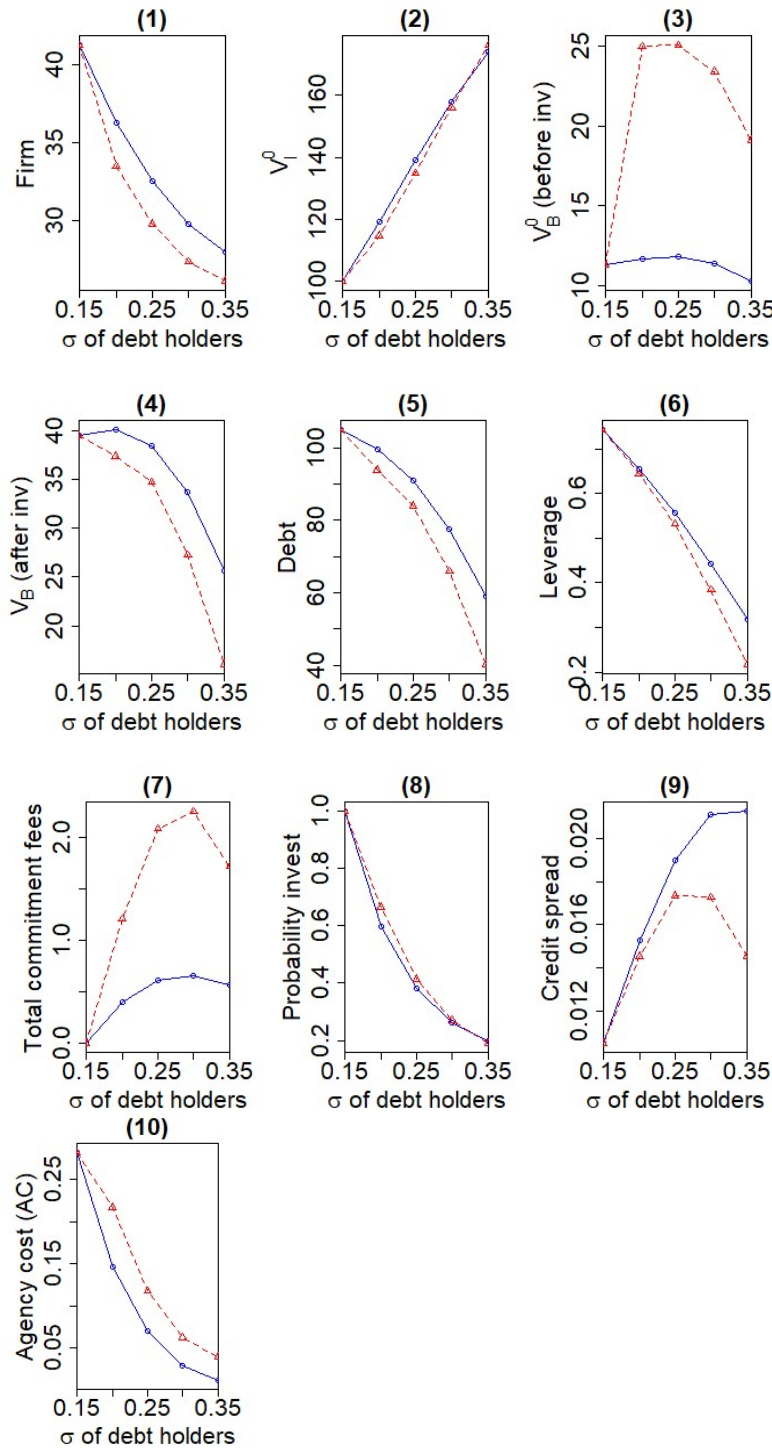 (1)
Firm
40
35
30
0.15 0.25 0.35
σ of debt holders
(2)
V_I^0
160
140
120
100
0.15 0.25 0.35
σ of debt holders
(3)
V_B^0 (before inv)
25
20
15
10
0.15 0.25 0.35
σ of debt holders
(4)
V_B (after inv)
40
35
30
25
20
0.15 0.25 0.35
σ of debt holders
(5)
Debt
100
80
60
40
0.15 0.25 0.35
σ of debt holders
(6)
Leverage
0.6
0.4
0.2
0.15 0.25 0.35
σ of debt holders
(7)
Total commitment fees
2.0
1.0
0.0
0.15 0.25 0.35
σ of debt holders
(8)
Probability invest
1.0
0.8
0.6
0.4
0.2
0.15 0.25 0.35
σ of debt holders
(9)
Credit spread
0.020
0.016
0.012
0.15 0.25 0.35
σ of debt holders
(10)
Agency cost (AC)
0.25
0.15
0.05
0.15 0.25 0.35
σ of debt holders